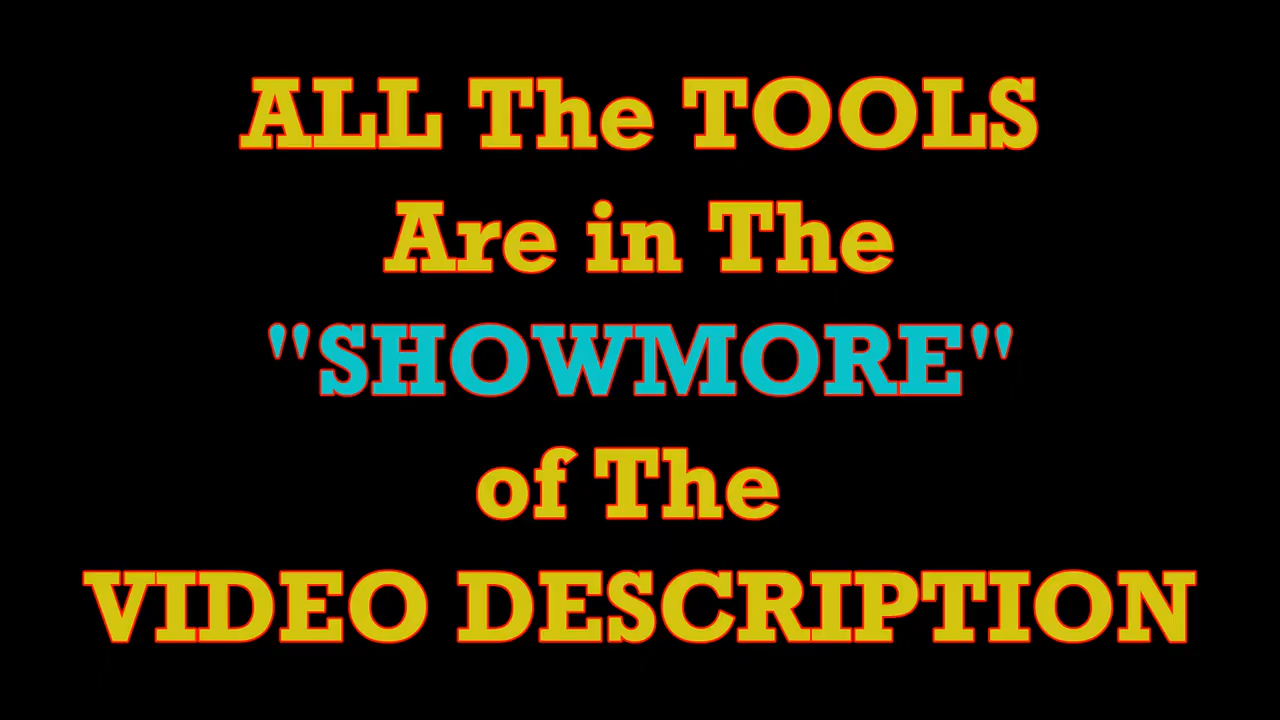 ALL The TOOLS
Are in The
"SHOWMORE"
of The
VIDEO DESCRIPTION